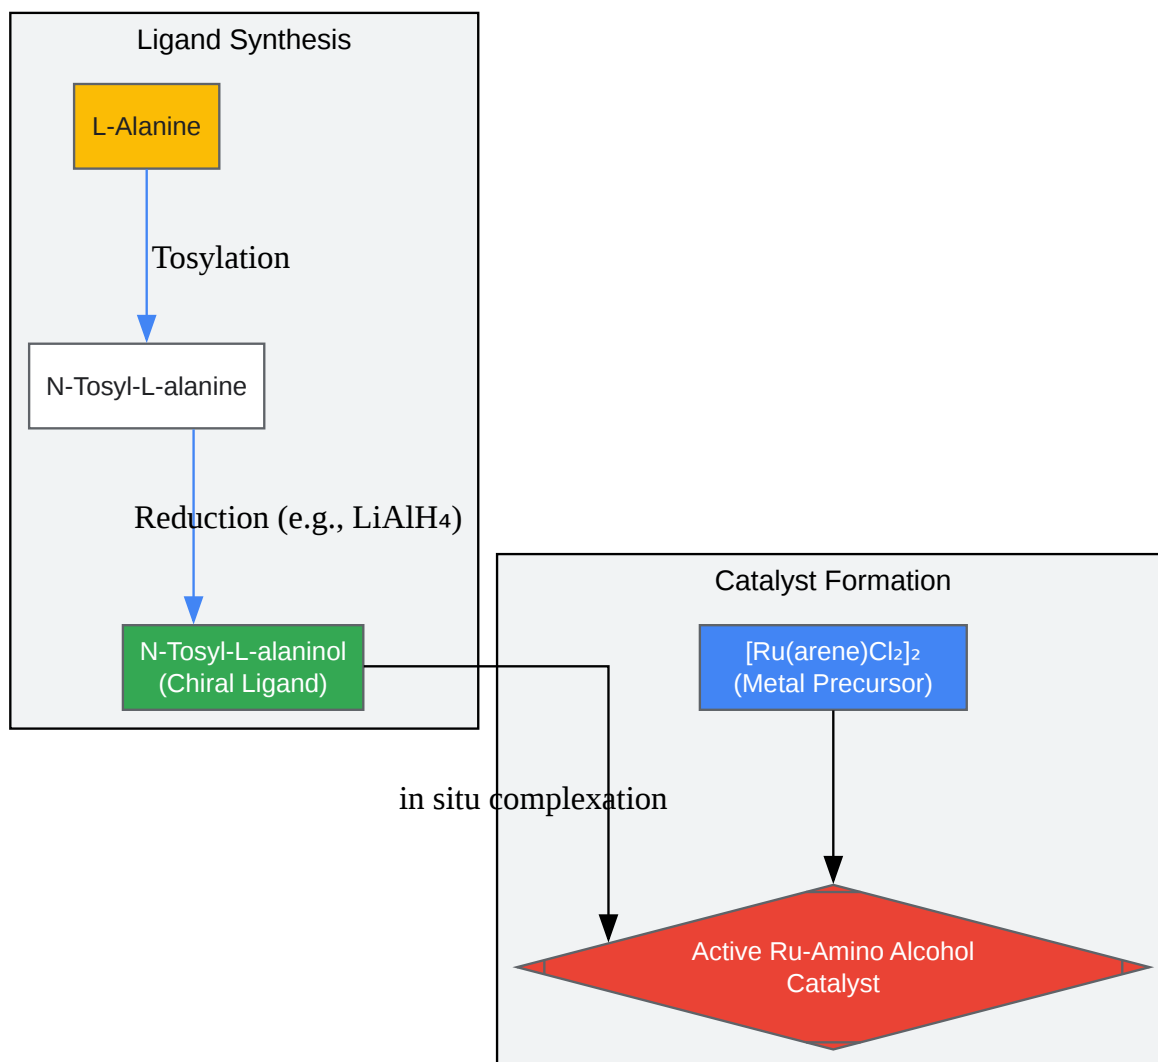 Ligand Synthesis
L-Alanine
Tosylation
N-Tosyl-L-alanine
Reduction (e.g., LiAlH₄)
N-Tosyl-L-alaninol
(Chiral Ligand)
Catalyst Formation
[Ru(arene)Cl₂]₂
(Metal Precursor)
in situ complexation
Active Ru-Amino Alcohol
Catalyst